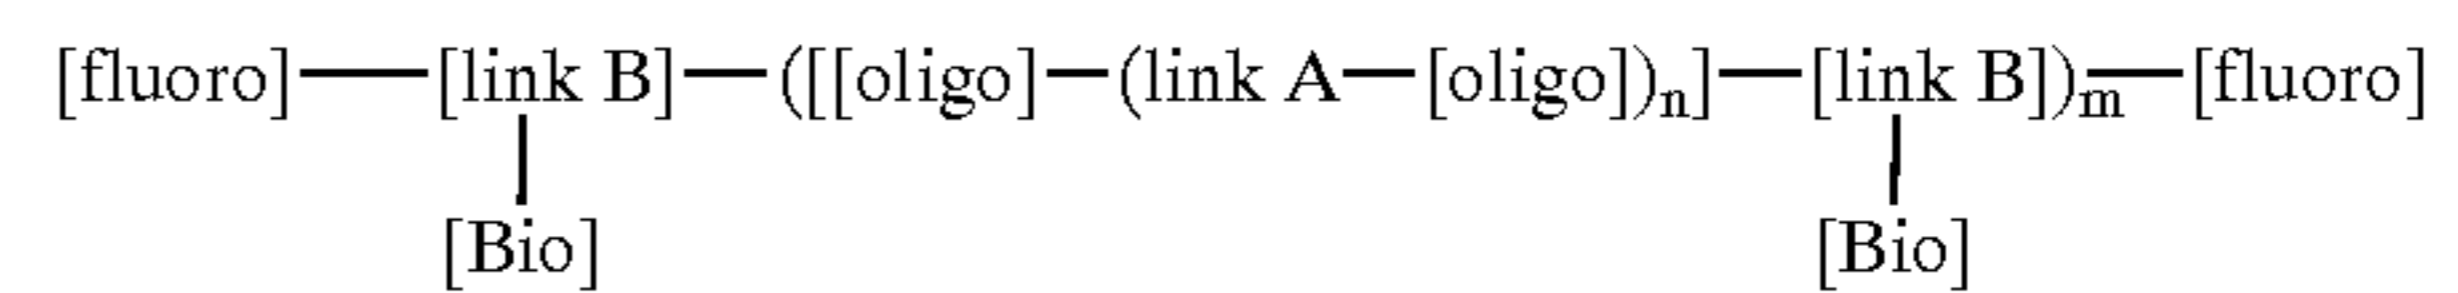 [fluoro]—[link B]—([[oligo]—(link A—[oligo])n]—[link B])m—[fluoro]
[Bio] [Bio]